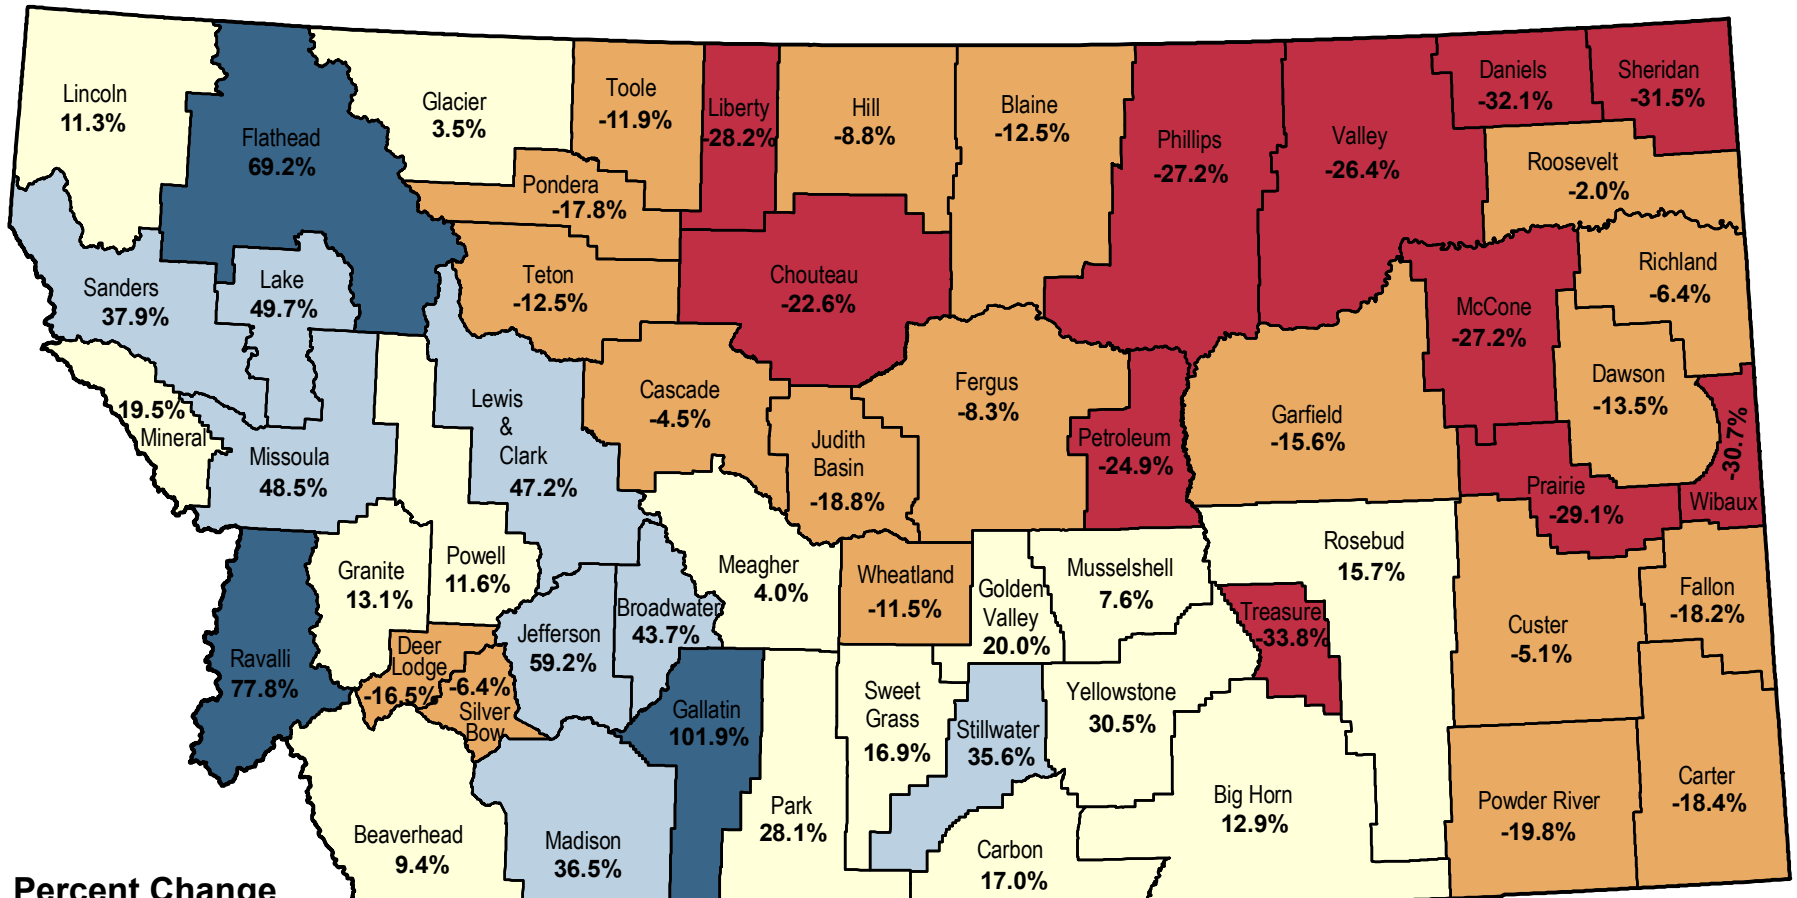 Lincoln
11.3%
Flathead
69.2%
Glacier
3.5%
Toole
-11.9%
Liberty
-28.2%
Hill
-8.8%
Blaine
-12.5%
Phillips
-27.2%
Valley
-26.4%
Daniels
-32.1%
Sheridan
-31.5%
Roosevelt
-2.0%
Pondera
-17.8%
Sanders
37.9%
Lake
49.7%
Teton
-12.5%
Chouteau
-22.6%
McCone
-27.2%
Richland
-6.4%
19.5%
Mineral
Missoula
48.5%
Lewis
&
Clark
47.2%
Cascade
-4.5%
Judith
Basin
-18.8%
Fergus
-8.3%
Petroleum
-24.9%
Garfield
-15.6%
Dawson
-13.5%
-30.7%
Wibaux
Prairie
-29.1%
Granite
13.1%
Powell
11.6%
Meagher
4.0%
Wheatland
-11.5%
Golden
Valley
20.0%
Musselshell
7.6%
Rosebud
15.7%
Treasure
-33.8%
Custer
-5.1%
Fallon
-18.2%
Ravalli
77.8%
Deer
Lodge
-16.5%
-6.4%
Silver
Bow
Jefferson
59.2%
Broadwater
43.7%
Gallatin
101.9%
Sweet
Grass
16.9%
Stillwater
35.6%
Yellowstone
30.5%
Beaverhead
9.4%
Madison
36.5%
Park
28.1%
Carbon
17.0%
Big Horn
12.9%
Powder River
-19.8%
Carter
-18.4%
Percent Change